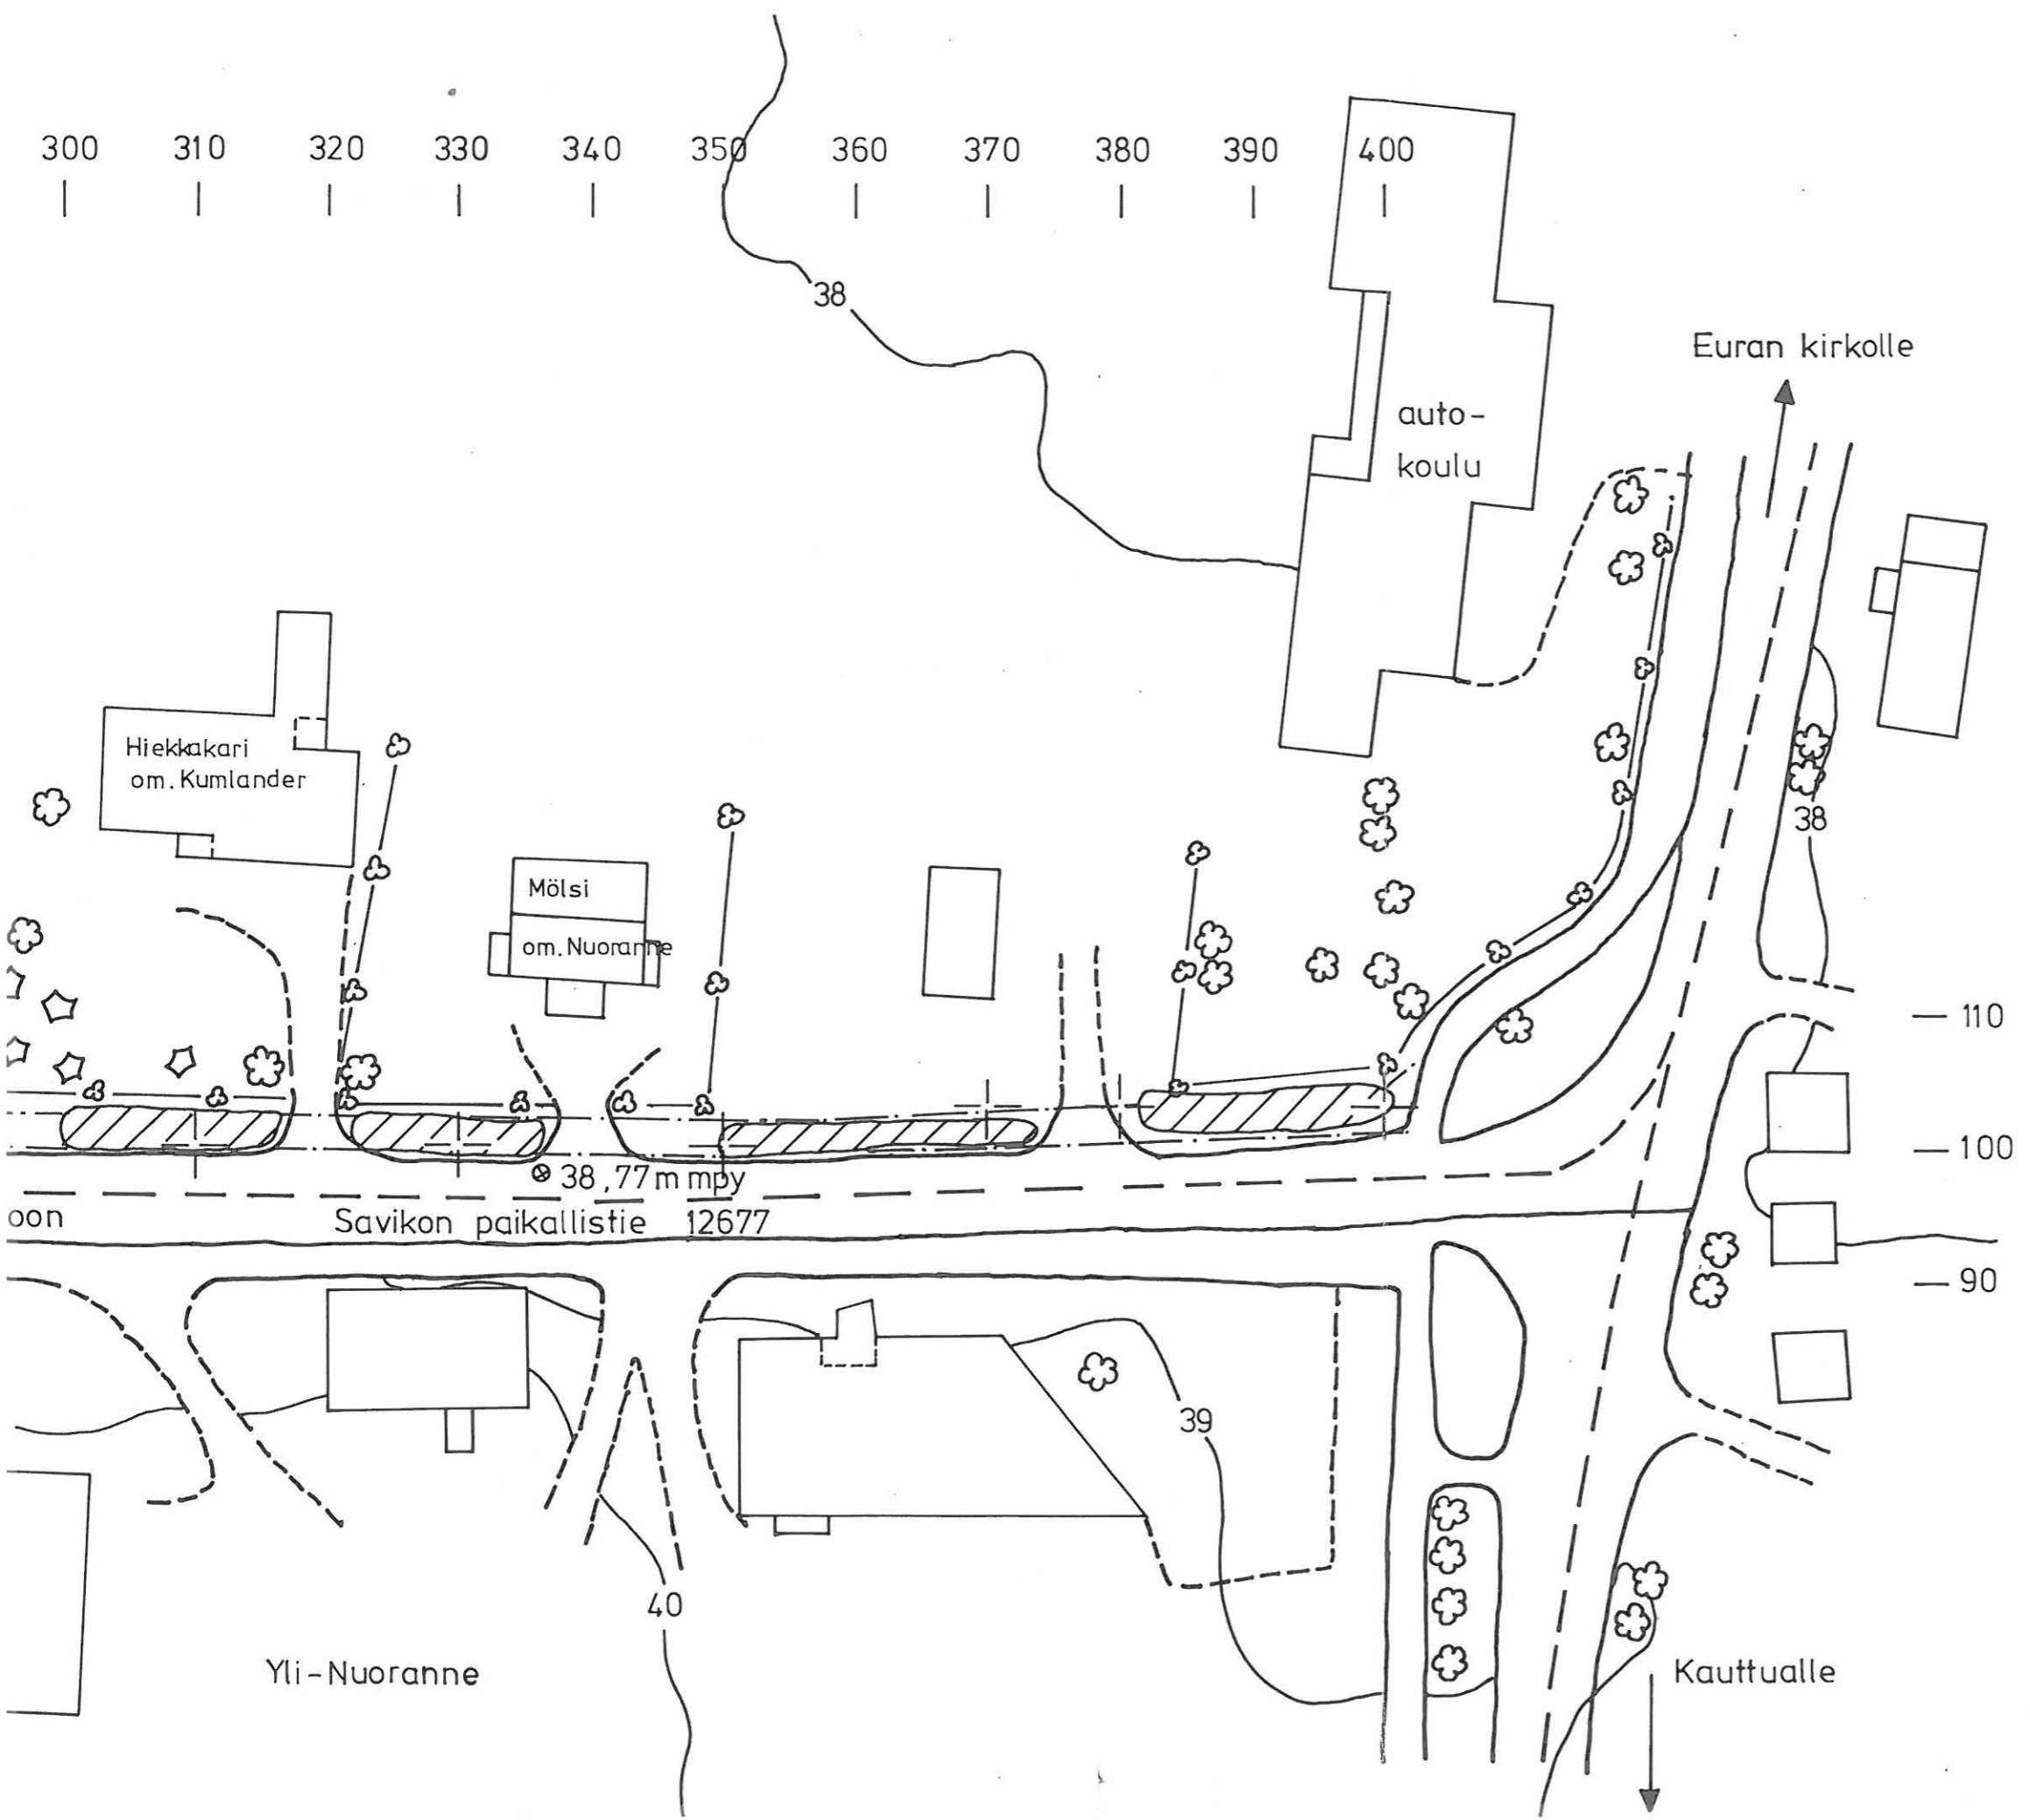 300 310 320 330 340 350 360 370 380 390 400
38
Euran kirkolle
auto-
koulu
Hiekkakari
om. Kumlander
38
Mölsi
om. Nuoranne
110
100
38,77 m mpy
oon Savikon paikallistie 12677
90
39
40
Yli-Nuoranne
Kauttualle